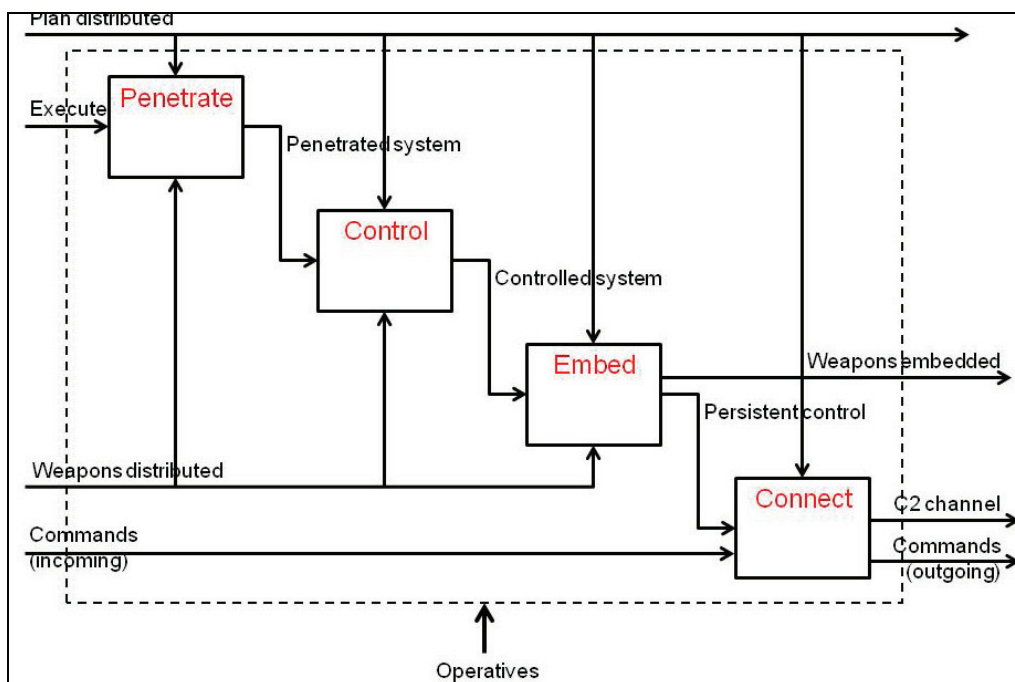 Plan distributed
Penetrate
Execute
Penetrated system
Control
Controlled system
Embed
Weapons embedded
Persistent control
Weapons distributed
Connect
C2 channel
Commands
(incoming)
Commands
(outgoing)
Operatives